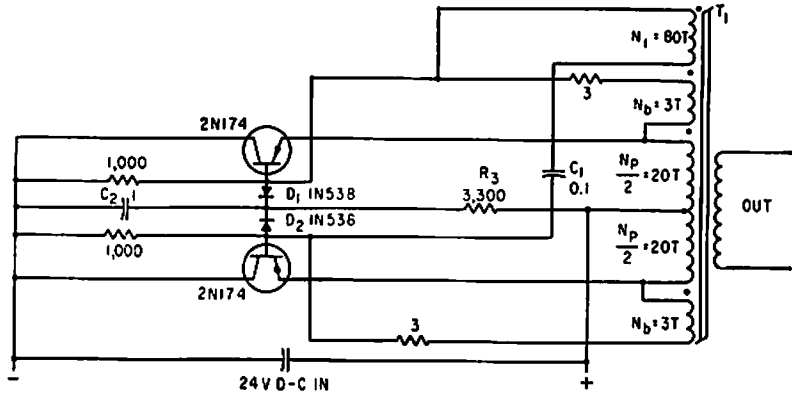 T1
N1 = 80T
3
Nb = 3T
2N174
1,000
C2 1
D1 1N538
R3
3,300
C1
0.1
NP/2 = 20T
D2 1N536
NP/2 = 20T
OUT
1,000
2N174
3
Nb = 3T
- +
24V D-C IN